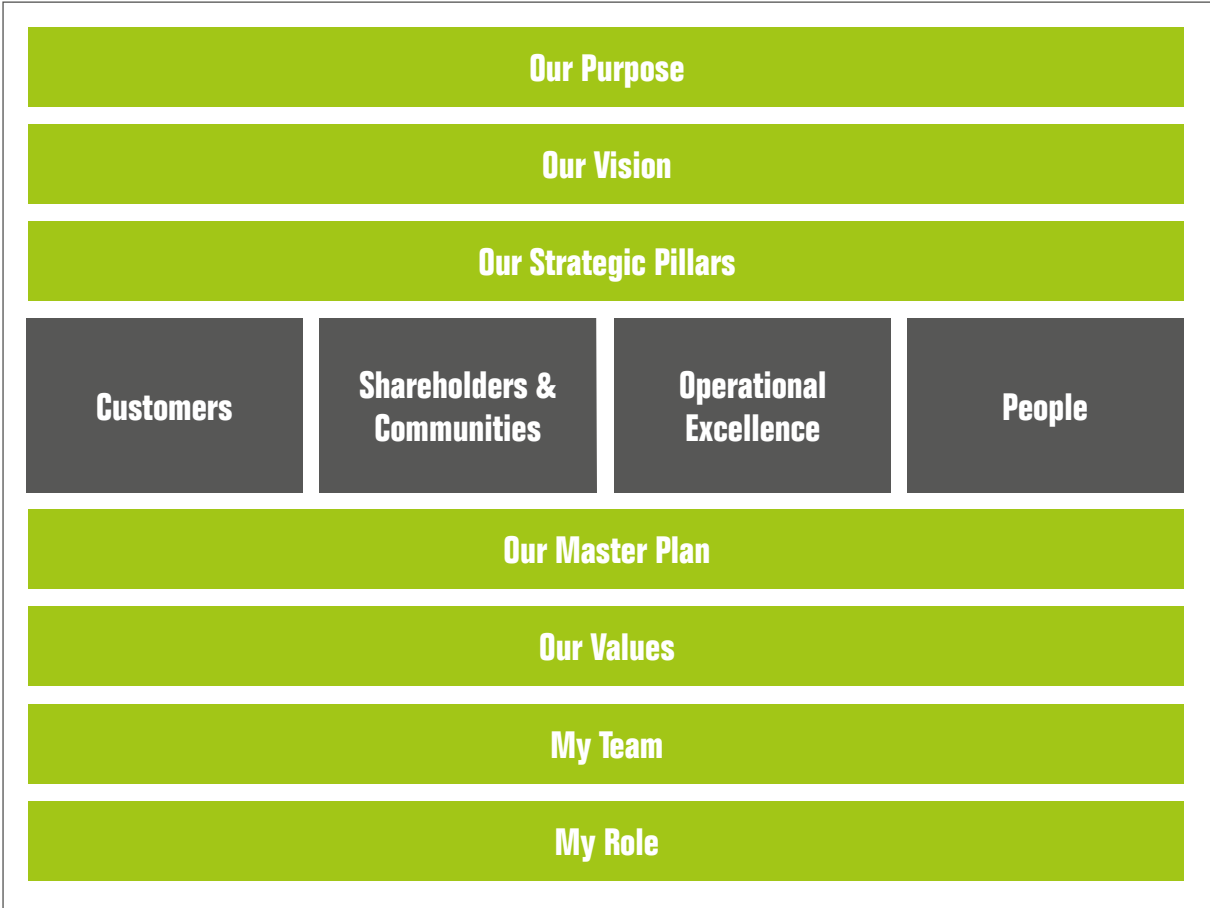 Our Purpose
Our Vision
Our Strategic Pillars
Customers
Shareholders &
Communities
Operational
Excellence
People
Our Master Plan
Our Values
My Team
My Role